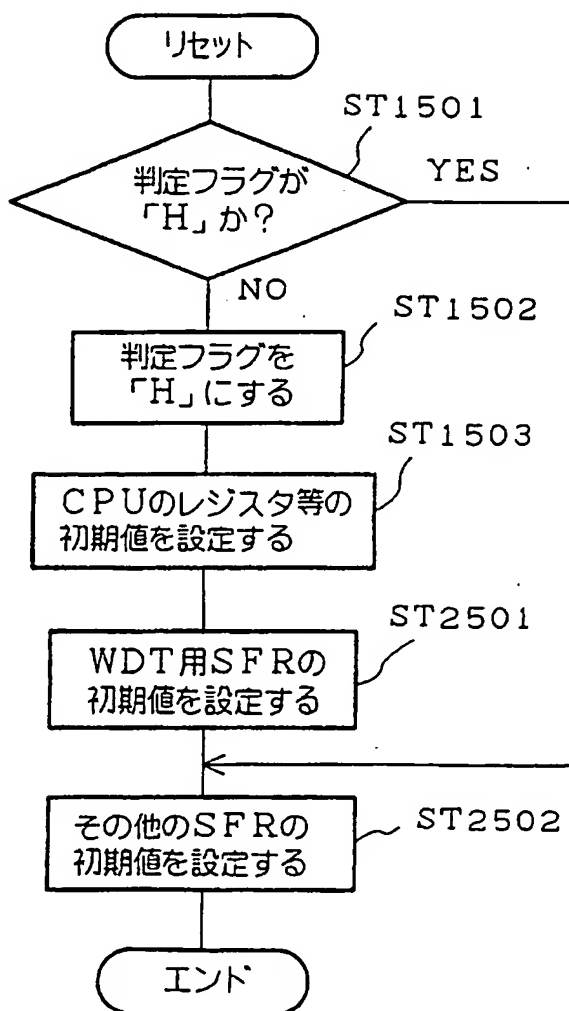 リセット
ST1501
判定フラグが
「H」か?
YES
NO
ST1502
判定フラグを
「H」にする
ST1503
CPUのレジスタ等の
初期値を設定する
ST2501
WDT用SFRの
初期値を設定する
ST2502
その他のSFRの
初期値を設定する
エンド